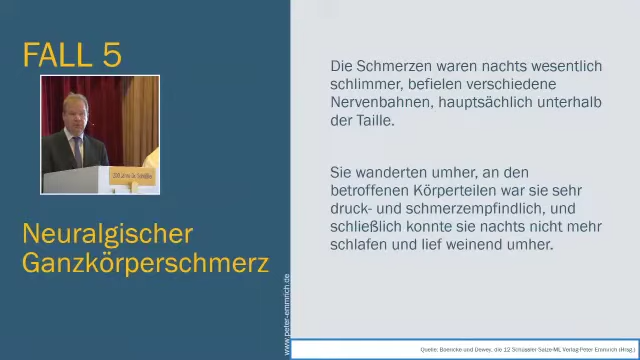 FALL 5
Neuralgischer
Ganzkörperschmerz
www.peter-emmrich.de
Die Schmerzen waren nachts wesentlich
schlimmer, befielen verschiedene
Nervenbahnen, hauptsächlich unterhalb
der Taille.
Sie wanderten umher, an den
betroffenen Körperteilen war sie sehr
druck- und schmerzempfindlich, und
schließlich konnte sie nachts nicht mehr
schlafen und lief weinend umher.
Quelle: Boericke und Dewey, die 12 Schüssler-Salze-ML Verlag-Peter Emmrich (Hrsg.)